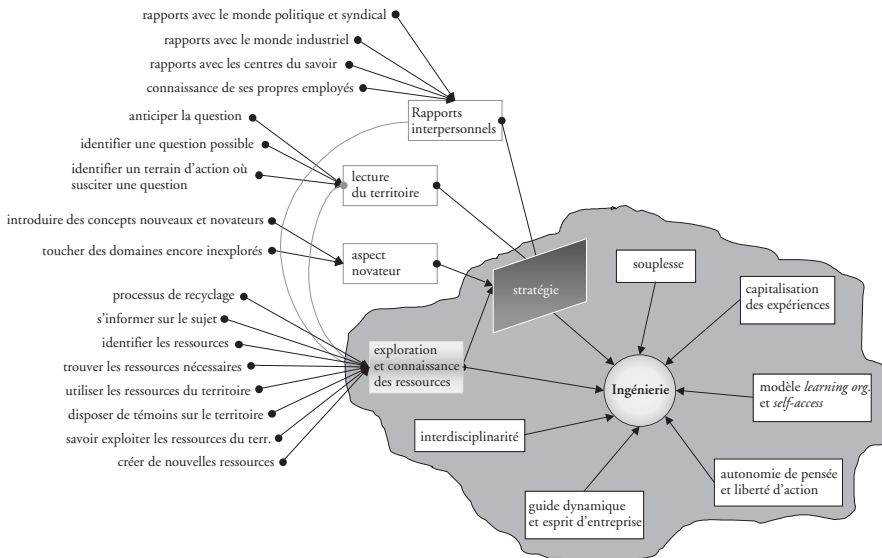 rapports avec le monde politique et syndical
rapports avec le monde industriel
rapports avec les centres du savoir
connaissance de ses propres employés
Rapports
interpersonnels
anticiper la question
identifier une question possible
identifier un terrain d'action où
susciter une question
lecture
du territoire
introduire des concepts nouveaux et novateurs
toucher des domaines encore inexplorés
aspect
novateur
stratégie
souplesse
capitalisation
des expériences
processus de recyclage
s'informer sur le sujet
identifier les ressources
trouver les ressources nécessaires
utiliser les ressources du territoire
disposer de témoins sur le territoire
savoir exploiter les ressources du terr.
créer de nouvelles ressources
exploration
et connaissance
des ressources
Ingénierie
modèle learning org.
et self-access
interdisciplinarité
autonomie de pensée
et liberté d'action
guide dynamique
et esprit d'entreprise